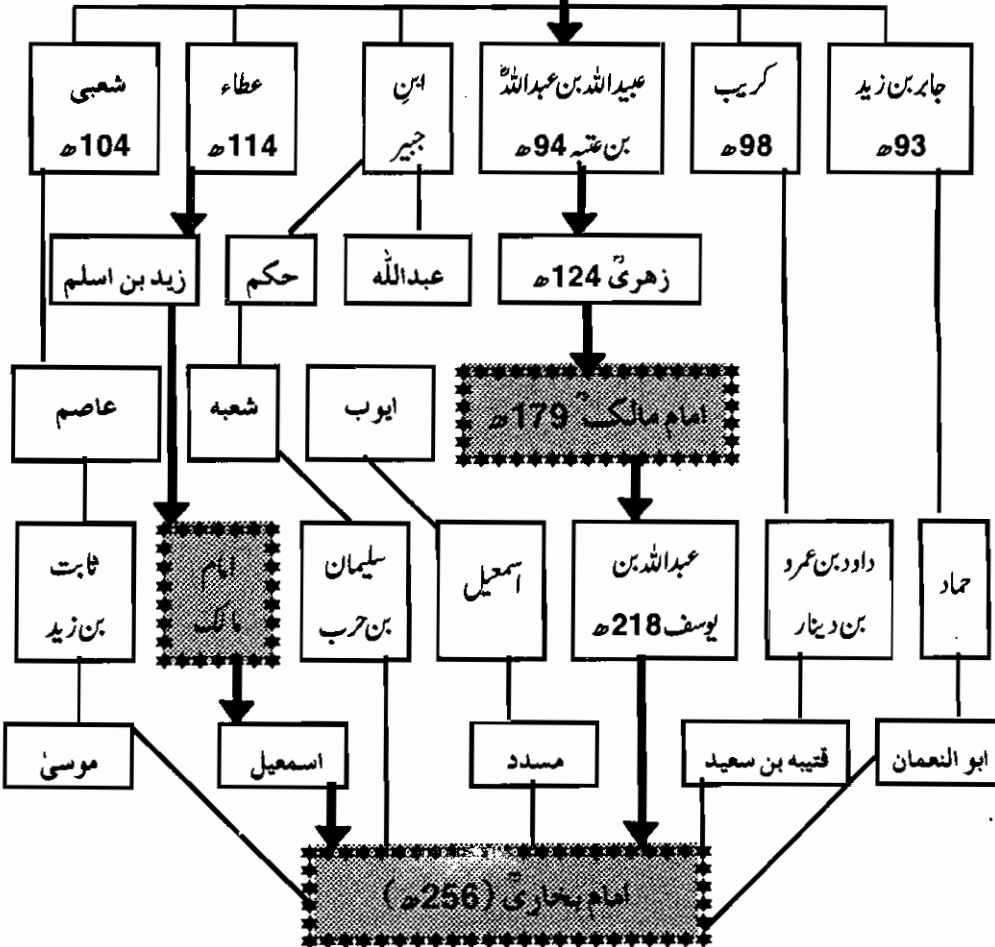 جابر بن زید
93ھ
کریب
98ھ
عبیداللہ بن عبداللہؓ
بن عتبہ 94ھ
ابنِ
جبیر
عطاء
114ھ
شعبی
104ھ
زہریؒ 124ھ
عبداللہ
حکم
زید بن اسلم
امام مالکؒ 179ھ
ایوب
شعبہ
عاصم
حماد
داود بن عمرو
بن دینار
عبداللہ بن
یوسف 218ھ
اسمعیل
سلیمان
بن حرب
امام
مالک
ثابت
بن زید
ابو النعمان
قتیبہ بن سعید
مسدد
اسمعیل
موسیٰ
امام بخاریؒ (256ھ)